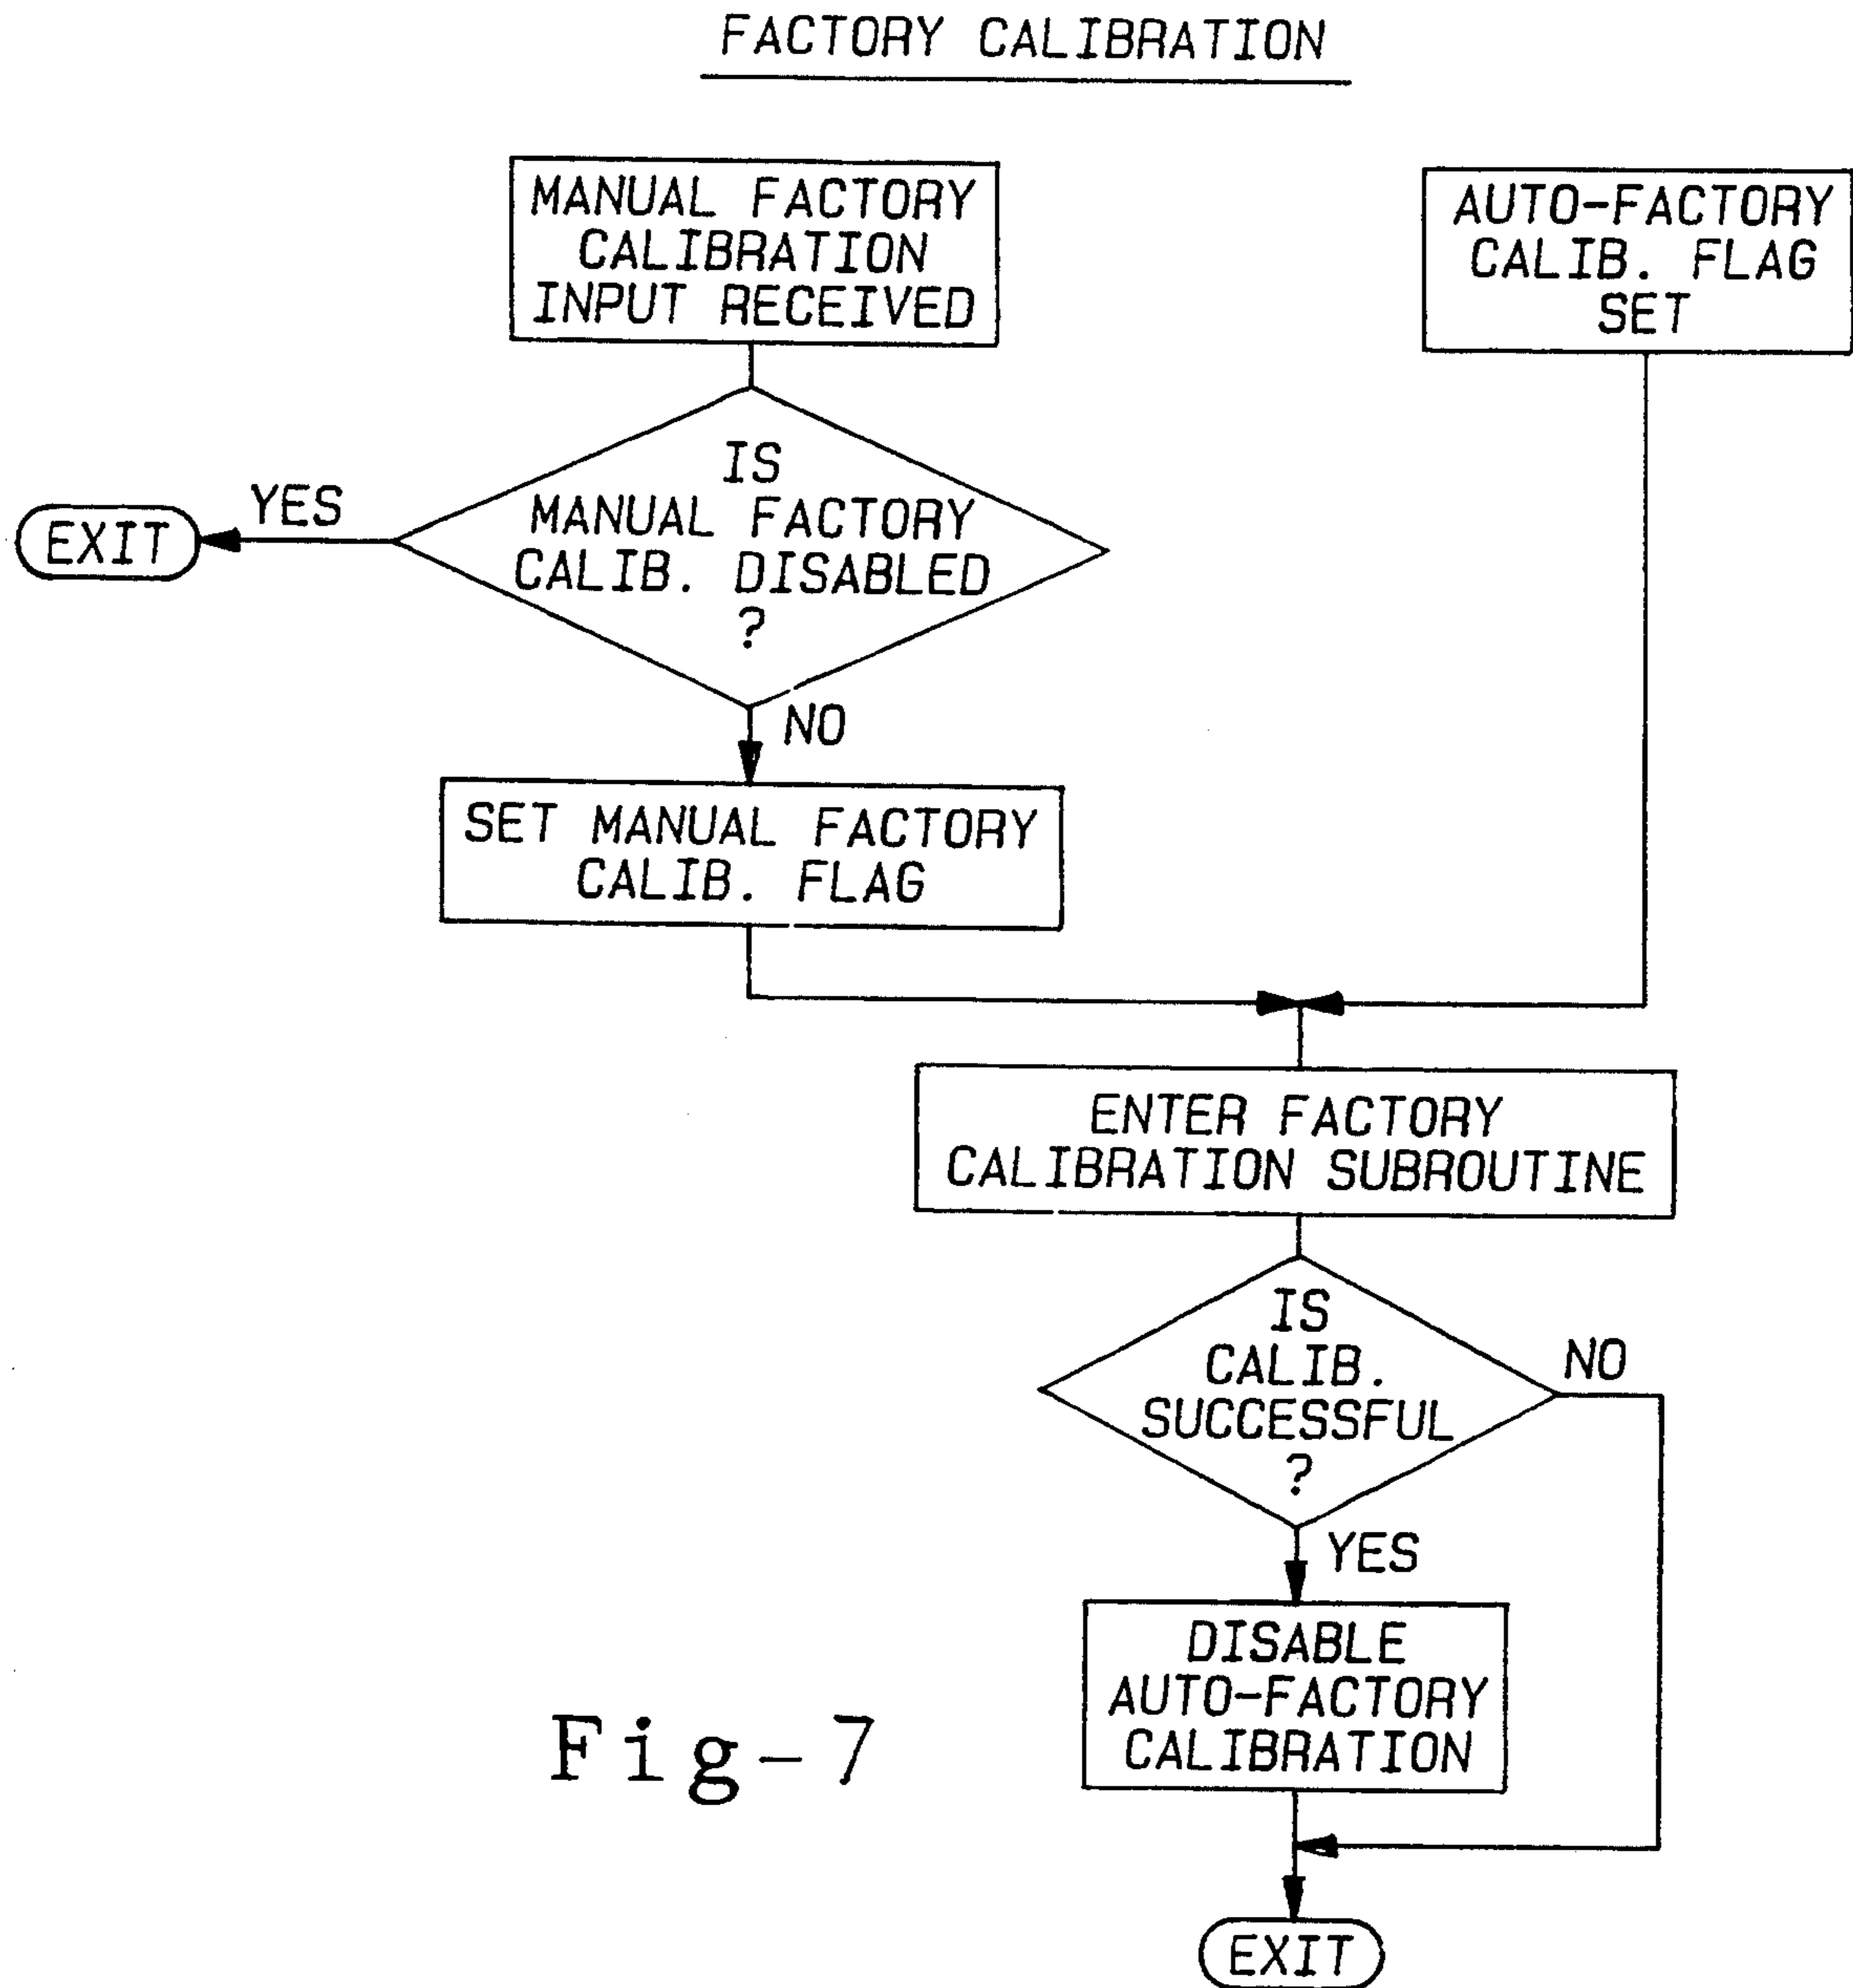 FACTORY CALIBRATION
MANUAL FACTORY
CALIBRATION
INPUT RECEIVED
AUTO-FACTORY
CALIB. FLAG
SET
IS
MANUAL FACTORY
CALIB. DISABLED
?
YES
EXIT
NO
SET MANUAL FACTORY
CALIB. FLAG
ENTER FACTORY
CALIBRATION SUBROUTINE
IS
CALIB.
SUCCESSFUL
?
NO
YES
DISABLE
AUTO-FACTORY
CALIBRATION
EXIT
Fig-7